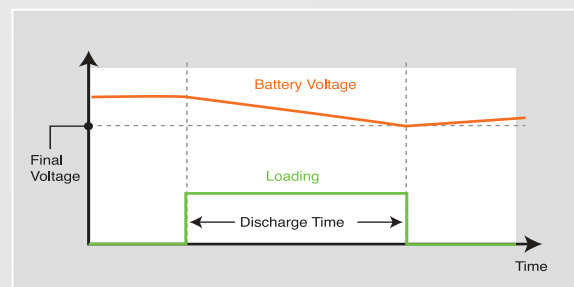 Battery Voltage
Final
Voltage
Loading
Discharge Time
Time